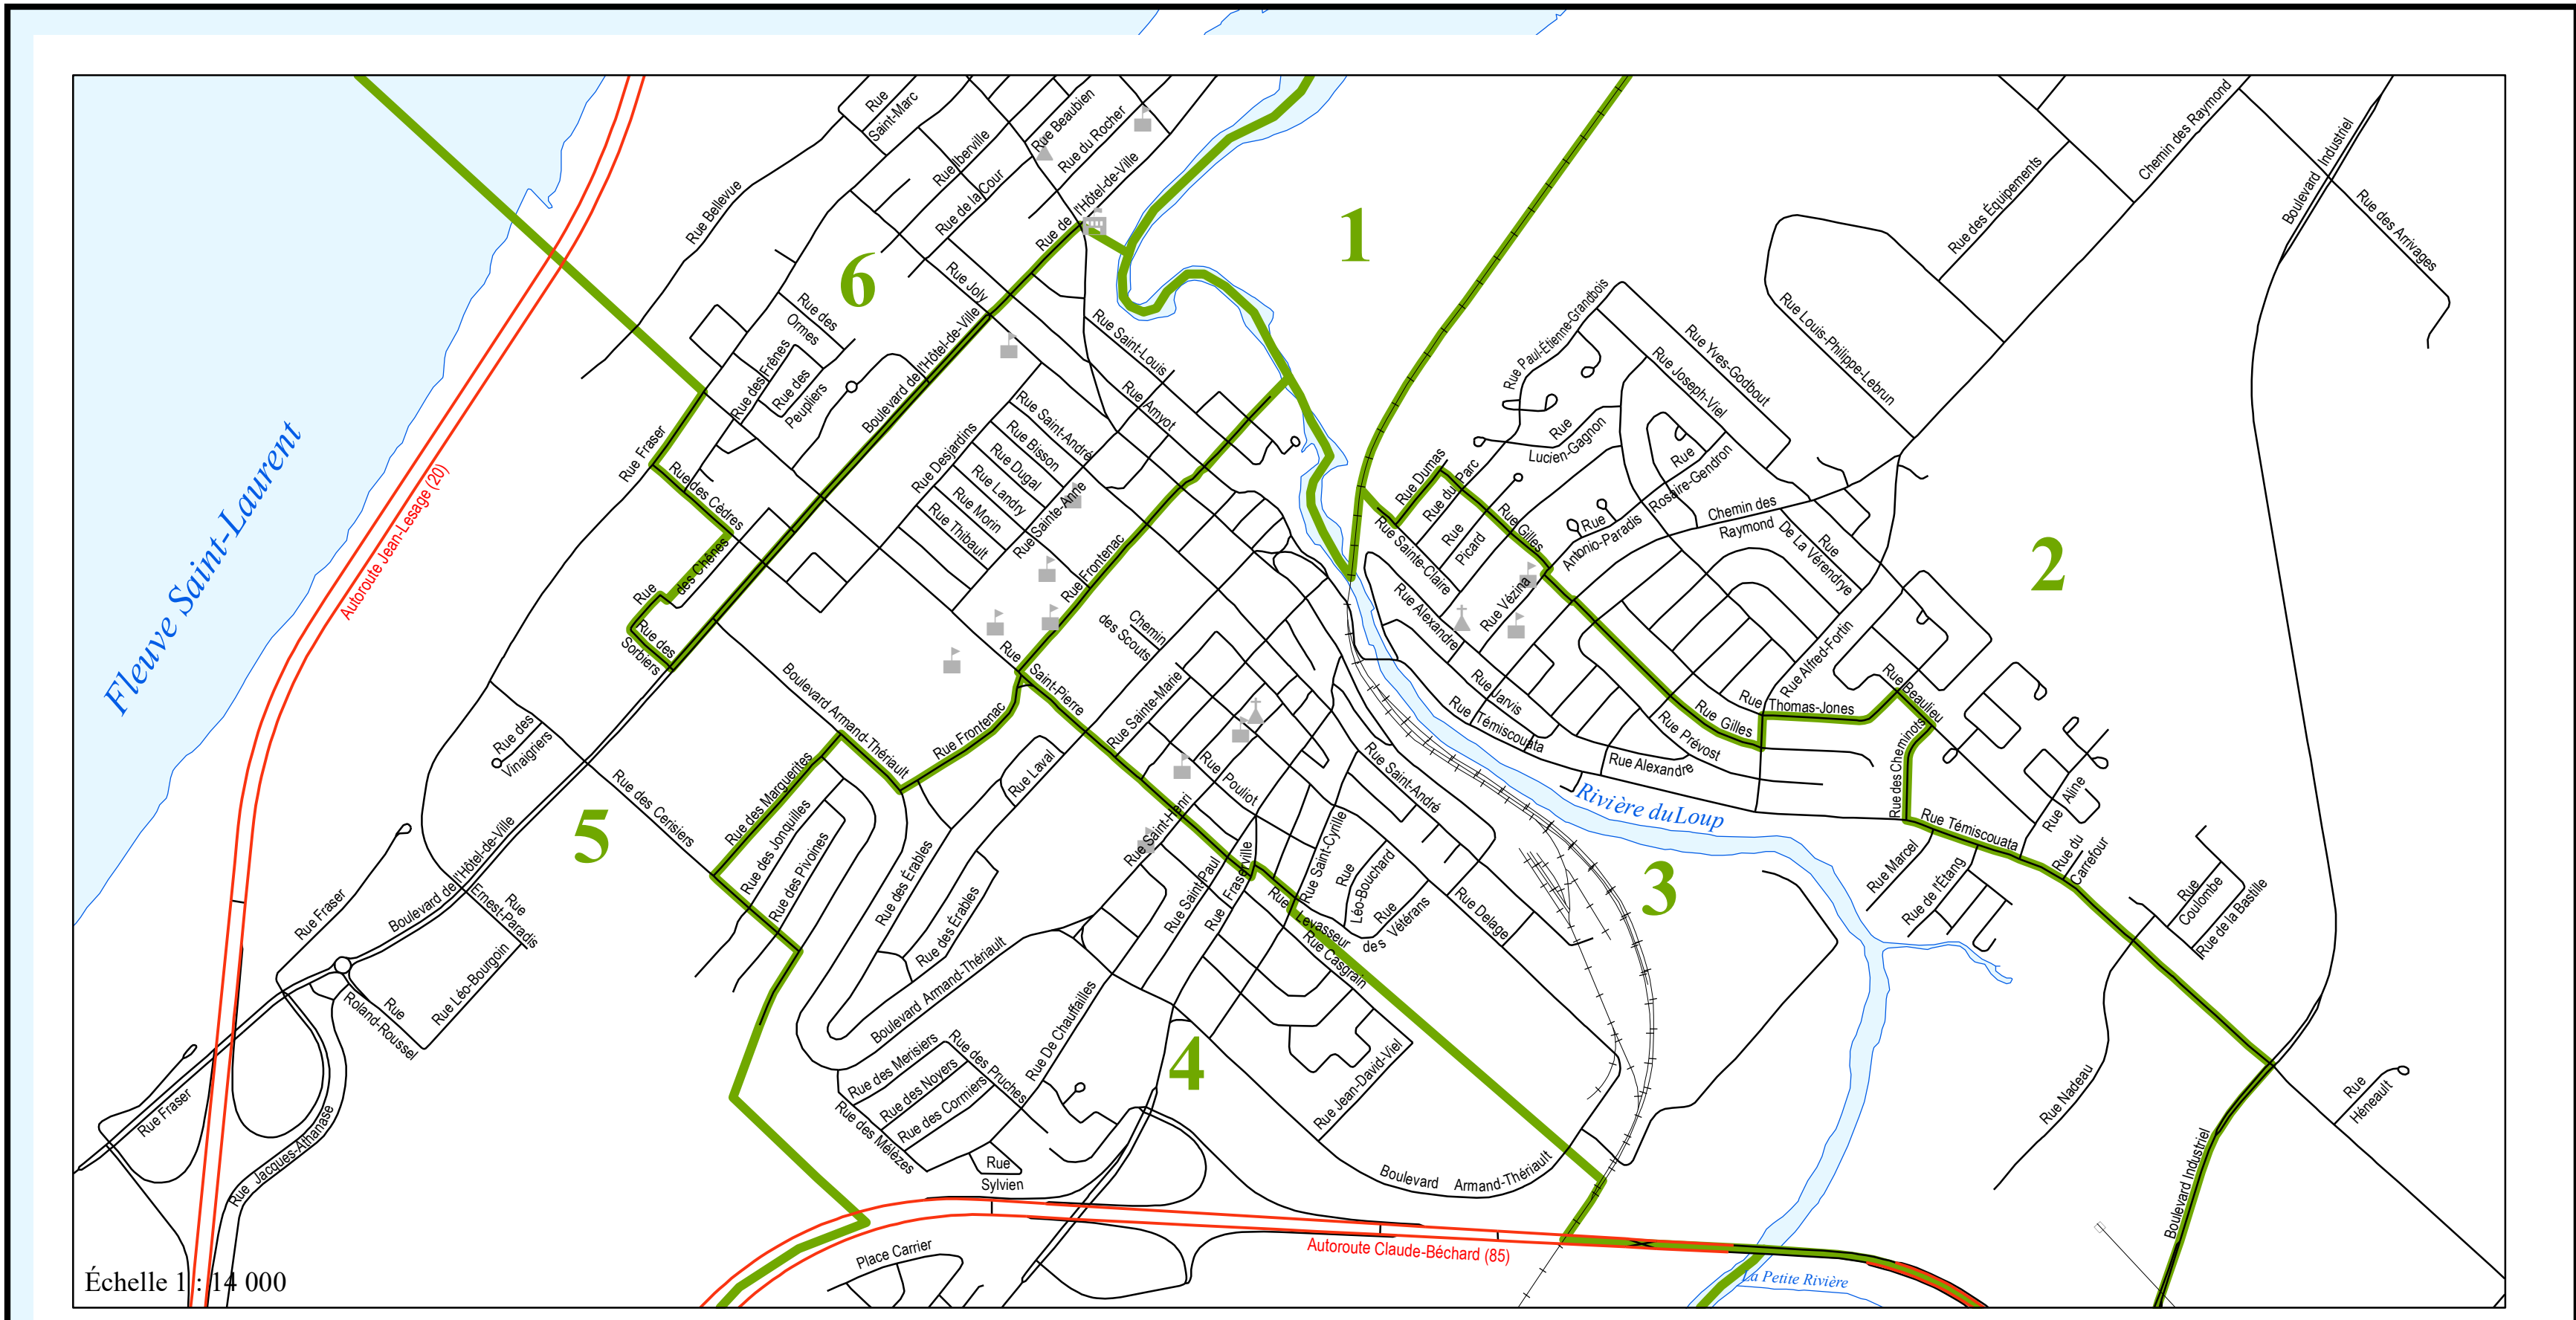 Rue
Saint-Marc
Rue Beaubien
Rue Iberville
Rue du Rocher
Rue de la Cour
Rue de l'Hôtel-de-Ville
Rue Bellevue
Chemin des Raymond
Rue des Équipements
Boulevard Industriel
Rue des Arrivages
1
6
Rue Joly
Rue des
Ormes
Rue des Frênes
Rue des
Peupliers
Boulevard de l'Hôtel-de-Ville
Rue Saint-Louis
Rue Amyot
Rue Paul-Étienne-Grandbois
Rue Yves-Godbout
Rue Joseph-Viel
Rue Louis-Philippe-Lebrun
Rue
Lucien-Gagnon
Rue
Rosaire-Gendron
Rue Fraser
Rue des Cèdres
Rue
des Chênes
Rue des
Sorbiers
Rue Desjardins
Rue Saint-André
Rue Bisson
Rue Dugal
Rue Landry
Rue Morin
Rue Thibault
Rue Sainte-Anne
Rue Frontenac
Rue Dumas
Rue du Parc
Rue
Picard
Rue Gilles
Rue
Antonio-Paradis
Chemin des
Raymond
Rue
De La Vérendrye
2
Rue Sainte-Claire
Rue Alexandre
Rue Vézina
Fleuve Saint-Laurent
Autoroute Jean-Lesage (20)
Chemin
des Scouts
Rue
Saint-Pierre
Rue Sainte-Marie
Boulevard Armand-Thériault
Rue Frontenac
Rue Laval
Rue Jarvis
Rue Témiscouata
Rue Alexandre
Rue Prévost
Rue Gilles
Rue Thomas-Jones
Rue Alfred-Fortin
Rue Beaulieu
Rue des Cheminots
Rue Témiscouata
Rue Aline
Rue du
Carrefour
Rue Marcel
Rue de l'Étang
Rue
Coulombe
Rue de la Bastille
Rivière du Loup
3
Rue des
Vinaigriers
Rue des Cerisiers
5
Rue des Marguerites
Rue des Jonquilles
Rue des Pivoines
Rue des Érables
Rue des Érables
Rue Pouliot
Rue Saint-Henri
Rue Saint-Paul
Rue Fraserville
Rue Saint-Cyrille
Rue Saint-André
Rue
Léo-Bouchard
Rue
des Vétérans
Rue Delage
Rue
Levasseur
Rue Casgrain
Boulevard de l'Hôtel-de-Ville
Rue Fraser
Rue
Ernest-Paradis
Rue Léo-Bourgoin
Rue
Roland-Roussel
Boulevard Armand-Thériault
Rue De Chauffailles
4
Rue Jean-David-Viel
Rue des Merisiers
Rue des Noyers
Rue des Cormiers
Rue des Pruches
Rue des Mélèzes
Rue
Sylvien
Boulevard Armand-Thériault
Rue Nadeau
Rue
Héneault
Boulevard Industriel
Rue Fraser
Rue Jacques-Athanase
Place Carrier
Autoroute Claude-Béchard (85)
La Petite Rivière
Échelle 1 : 14 000